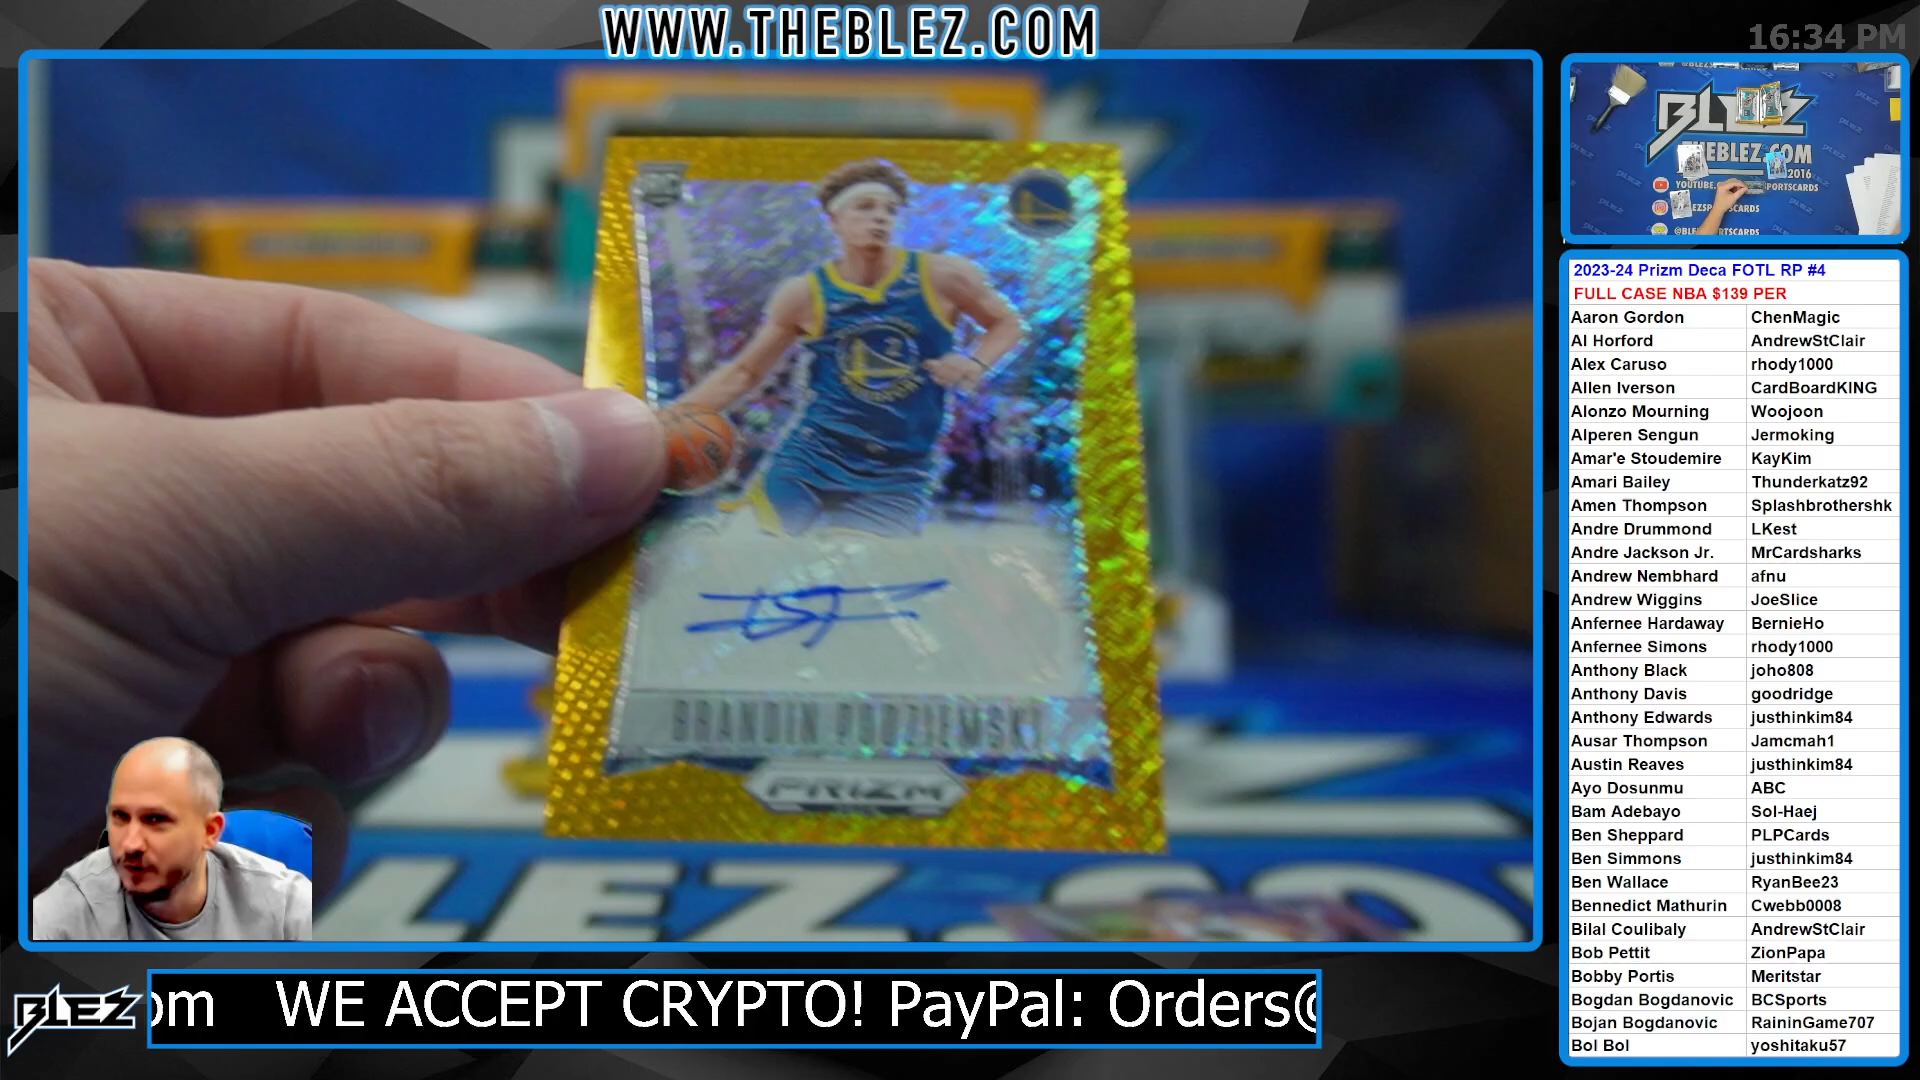 WWW.THEBLEZ.COM
16:34 PM
BLEZ
THEBLEZ.COM
2016
BRANDIN PODZIEMSKI
PRIZM
2023-24 Prizm Deca FOTL RP #4
FULL CASE NBA $139 PER
Aaron Gordon ChenMagic
Al Horford AndrewStClair
Alex Caruso rhody1000
Allen Iverson CardBoardKING
Alonzo Mourning Woojoon
Alperen Sengun Jermoking
Amar'e Stoudemire KayKim
Amari Bailey Thunderkatz92
Amen Thompson Splashbrothershk
Andre Drummond LKest
Andre Jackson Jr. MrCardsharks
Andrew Nembhard afnu
Andrew Wiggins JoeSlice
Anfernee Hardaway BernieHo
Anfernee Simons rhody1000
Anthony Black joho808
Anthony Davis goodridge
Anthony Edwards justhinkim84
Ausar Thompson Jamcmah1
Austin Reaves justhinkim84
Ayo Dosunmu ABC
Bam Adebayo Sol-Haej
Ben Sheppard PLPCards
Ben Simmons justhinkim84
Ben Wallace RyanBee23
Bennedict Mathurin Cwebb0008
Bilal Coulibaly AndrewStClair
Bob Pettit ZionPapa
Bobby Portis Meritstar
Bogdan Bogdanovic BCSports
Bojan Bogdanovic RaininGame707
Bol Bol yoshitaku57
BLEZ
om WE ACCEPT CRYPTO! PayPal: Orders@